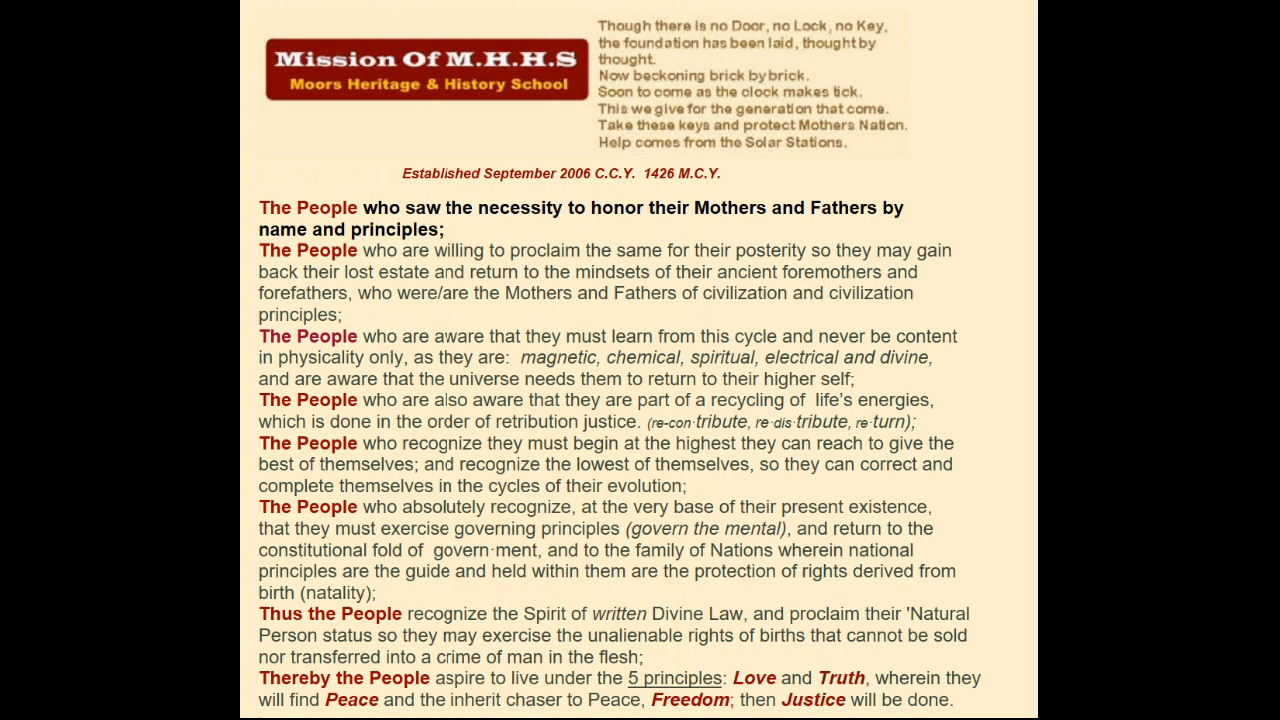 Mission Of M.H.H.S
Moors Heritage & History School
Though there is no Door, no Lock, no Key,
the foundation has been laid, thought by
thought.
Now beckoning brick by brick.
Soon to come as the clock makes tick.
This we give for the generation that come.
Take these keys and protect Mothers Nation.
Help comes from the Solar Stations.
Established September 2006 C.C.Y. 1426 M.C.Y.
The People who saw the necessity to honor their Mothers and Fathers by
name and principles;
The People who are willing to proclaim the same for their posterity so they may gain
back their lost estate and return to the mindsets of their ancient foremothers and
forefathers, who were/are the Mothers and Fathers of civilization and civilization
principles;
The People who are aware that they must learn from this cycle and never be content
in physicality only, as they are: magnetic, chemical, spiritual, electrical and divine,
and are aware that the universe needs them to return to their higher self;
The People who are also aware that they are part of a recycling of life's energies,
which is done in the order of retribution justice. (re-con·tribute, re·dis·tribute, re·turn);
The People who recognize they must begin at the highest they can reach to give the
best of themselves; and recognize the lowest of themselves, so they can correct and
complete themselves in the cycles of their evolution;
The People who absolutely recognize, at the very base of their present existence,
that they must exercise governing principles (govern the mental), and return to the
constitutional fold of govern·ment, and to the family of Nations wherein national
principles are the guide and held within them are the protection of rights derived from
birth (natality);
Thus the People recognize the Spirit of written Divine Law, and proclaim their 'Natural
Person status so they may exercise the unalienable rights of births that cannot be sold
nor transferred into a crime of man in the flesh;
Thereby the People aspire to live under the 5 principles: Love and Truth, wherein they
will find Peace and the inherit chaser to Peace, Freedom; then Justice will be done.